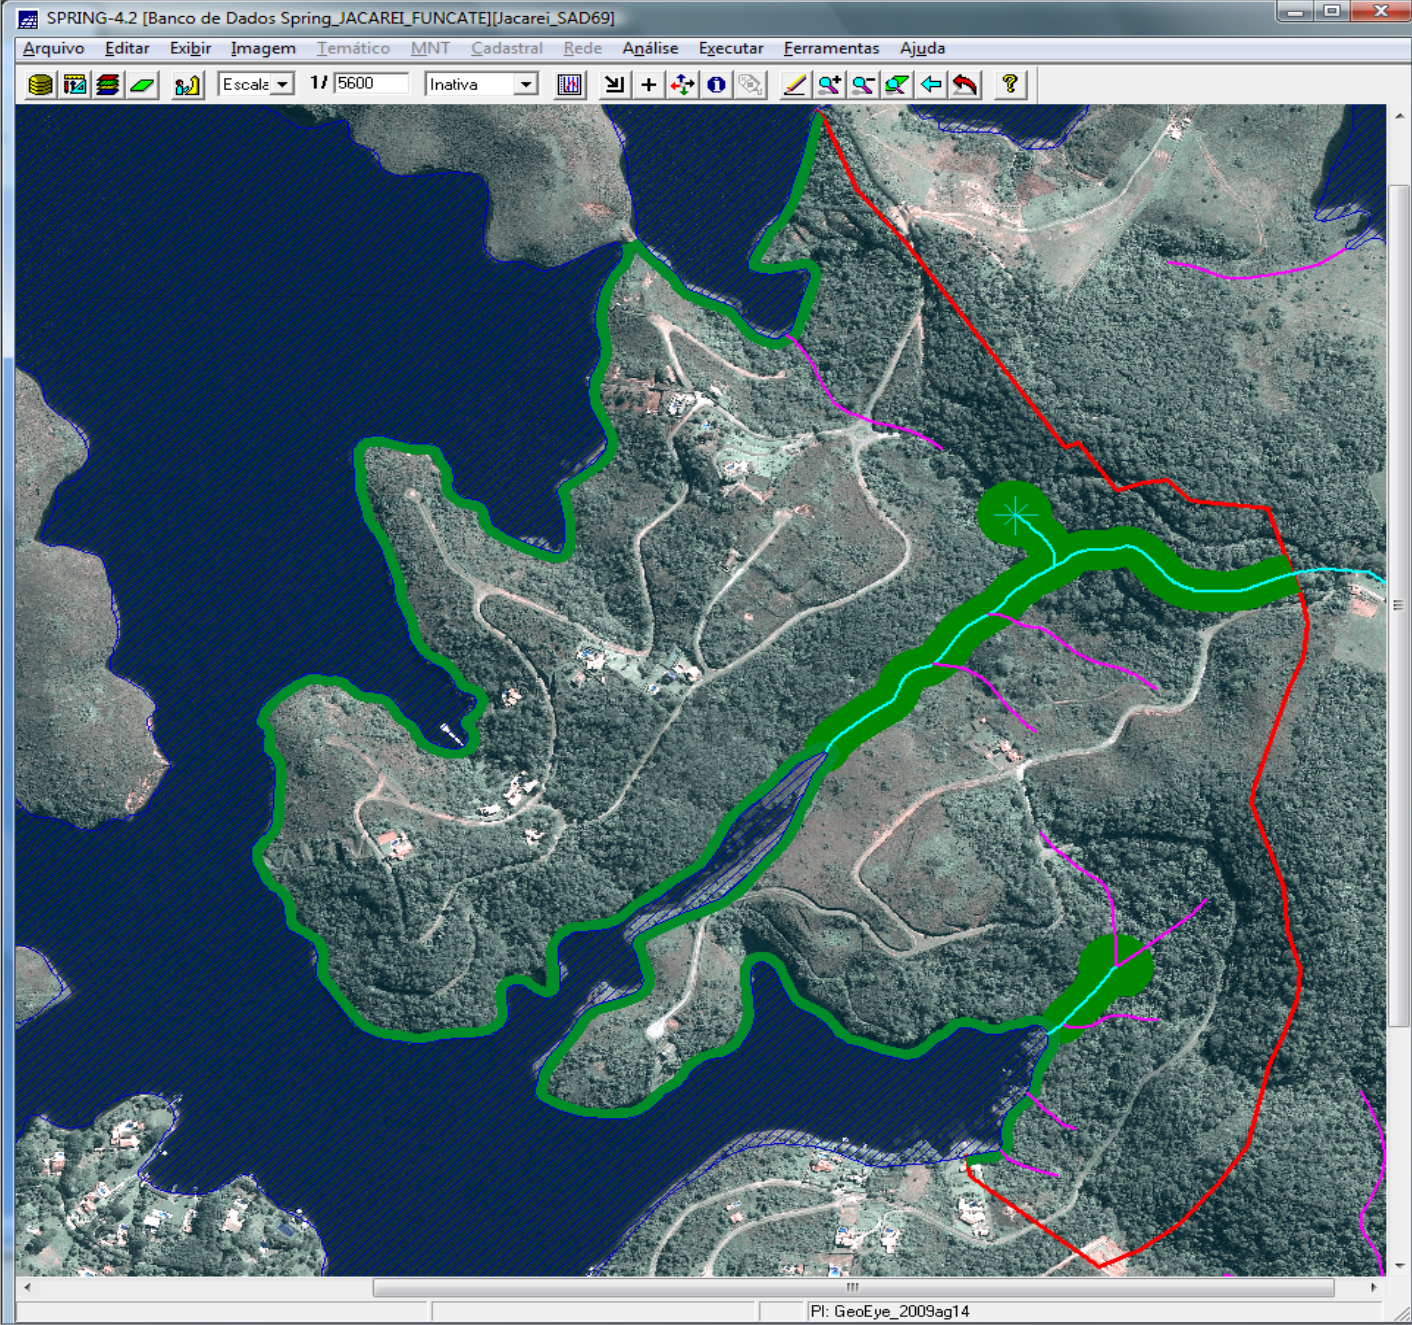 SPRING-4.2 [Banco de Dados Spring_JACAREI_FUNCATE][Jacarei_SAD69]
Arquivo Editar Exibir Imagem Temático MNT Cadastral Rede Análise Executar Ferramentas Ajuda
Escala 1/ 5600 Inativa
PI: GeoEye_2009ag14